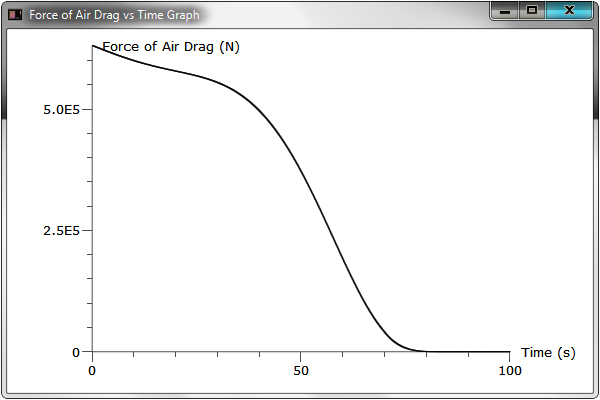 Force of Air Drag vs Time Graph
Force of Air Drag (N)
5.0E5
2.5E5
0
0 50 100
Time (s)